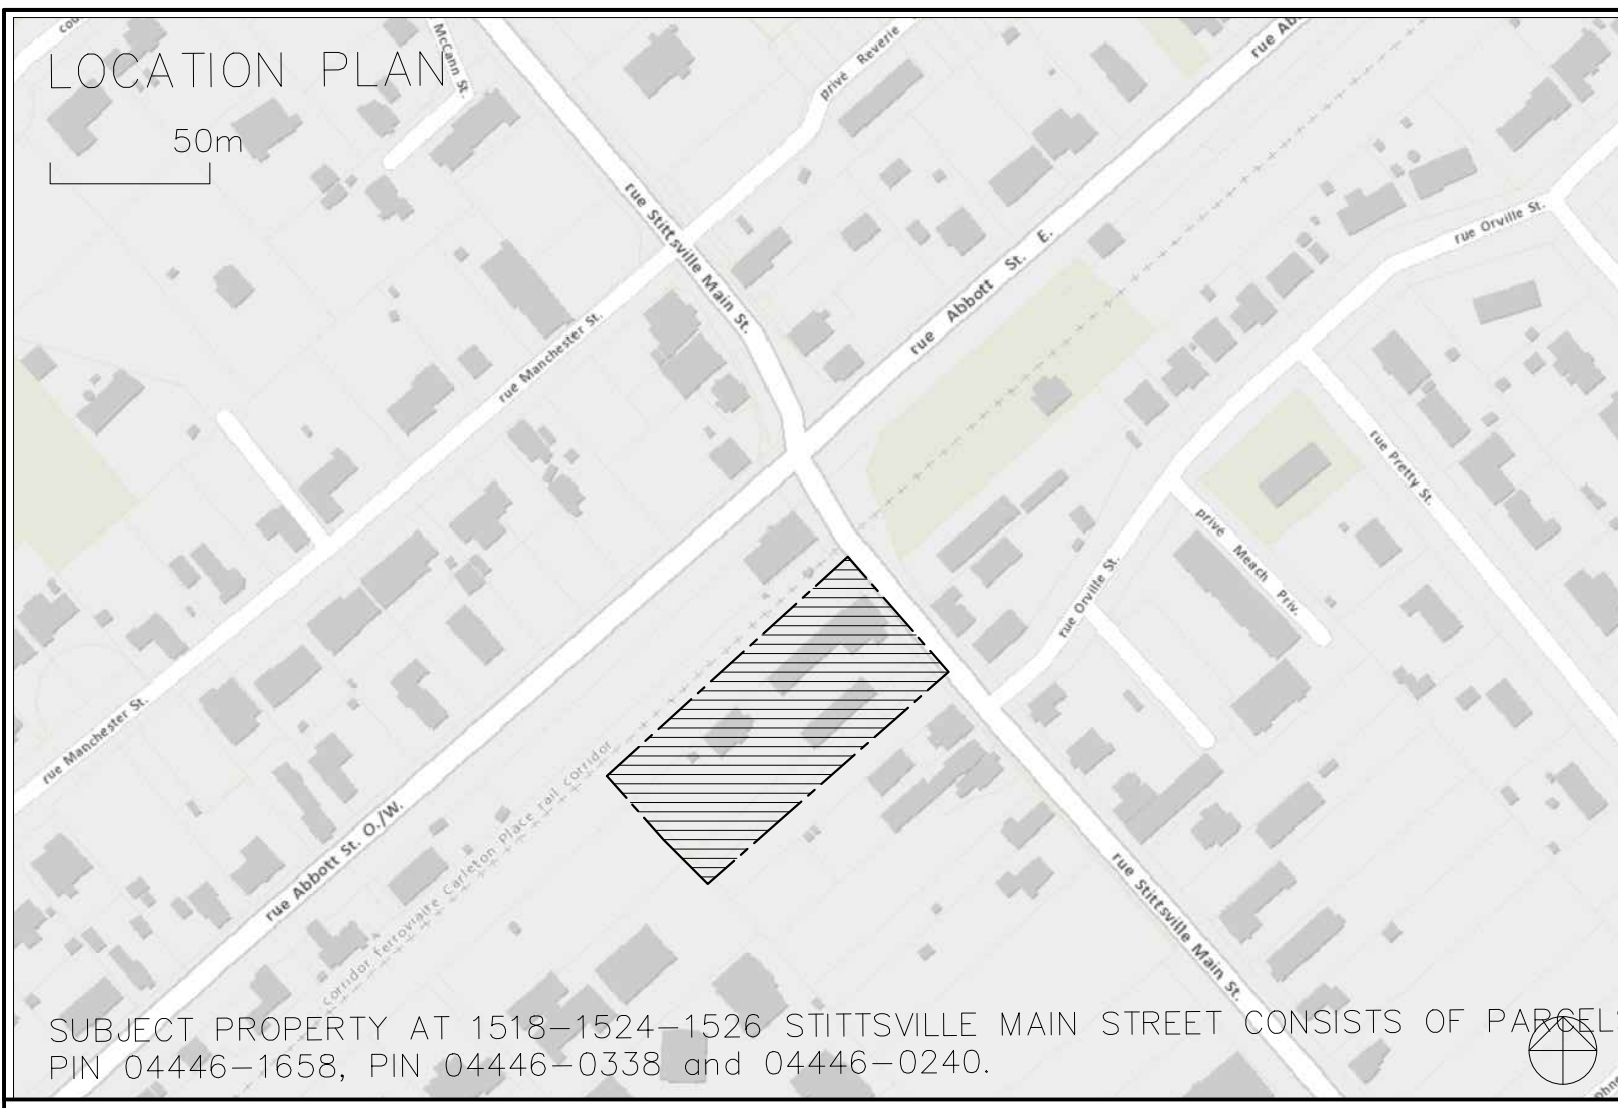 LOCATION PLAN
50m
McCann St.
privé Reverie
rue Stittsville Main St.
rue Abbott St. E.
rue Orville St.
rue Manchester St.
rue Pretty St.
privé Meach Priv.
rue Orville St.
rue Manchester St.
rue Abbott St. O./W.
corridor ferroviaire Carleton Place rail corridor
rue Stittsville Main St.
SUBJECT PROPERTY AT 1518-1524-1526 STITTSVILLE MAIN STREET CONSISTS OF PARCEL
PIN 04446-1658, PIN 04446-0338 and 04446-0240.